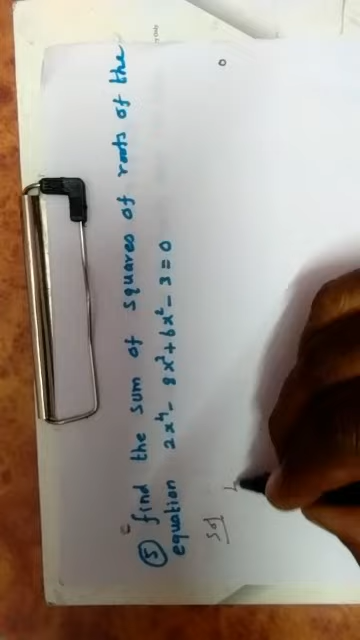 ⑤ find the sum of squares of roots of the
equation 2x⁴ - 8x³ + 6x² - 3 = 0
Sol